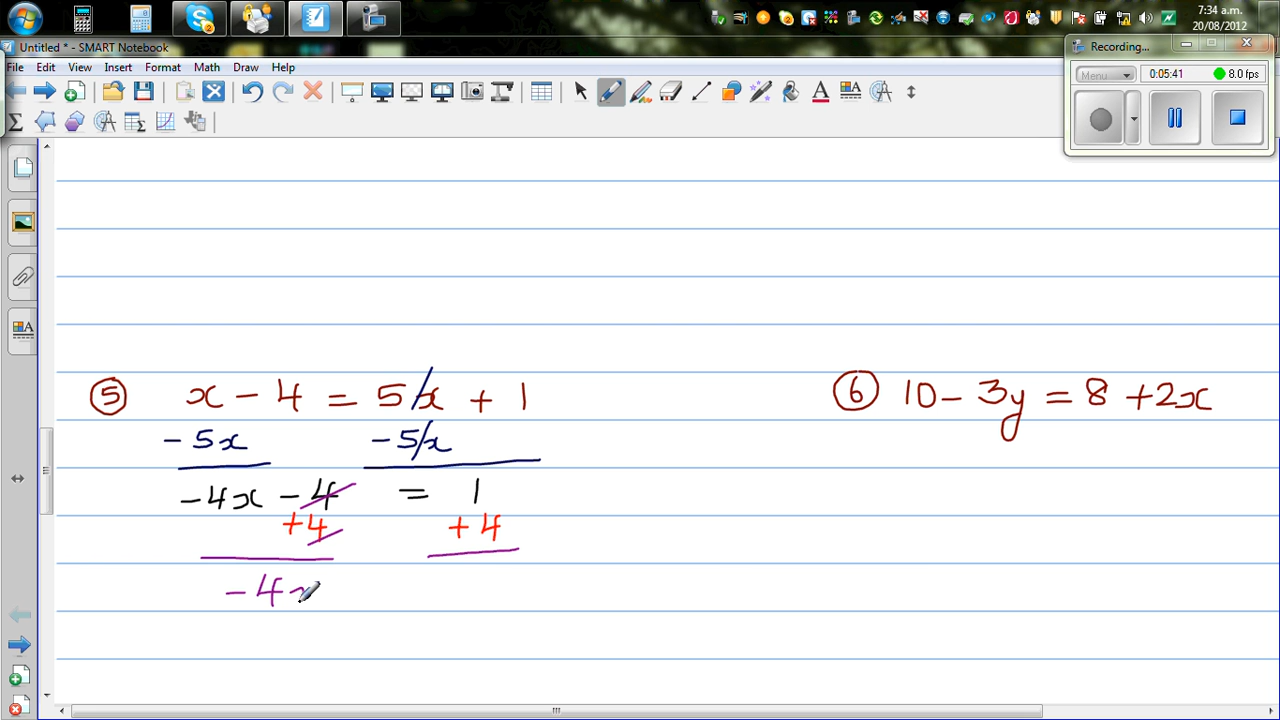 7:34 a.m.
20/08/2012
Untitled * - SMART Notebook
Recording...
File Edit View Insert Format Math Draw Help
Menu
0:05:41
8.0 fps
⑤ x - 4 = 5x + 1
⑥ 10 - 3y = 8 + 2x
- 5x - 5x
- 4x - 4 = 1
+ 4 + 4
- 4x